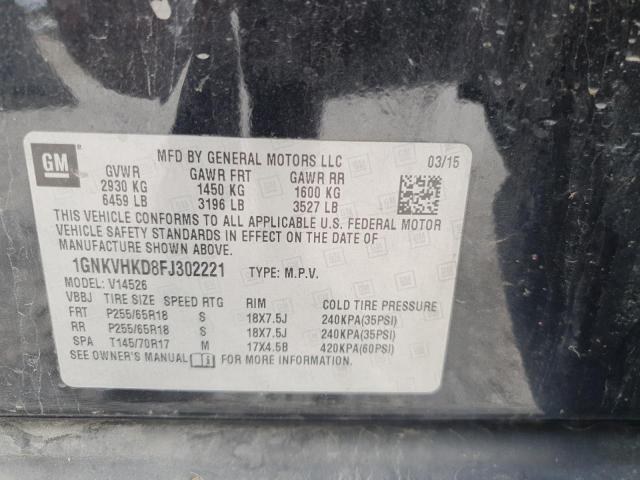 GM
MFD BY GENERAL MOTORS LLC 03/15
GVWR GAWR FRT GAWR RR
2930 KG 1450 KG 1600 KG
6459 LB 3196 LB 3527 LB
THIS VEHICLE CONFORMS TO ALL APPLICABLE U.S. FEDERAL MOTOR
VEHICLE SAFETY STANDARDS IN EFFECT ON THE DATE OF
MANUFACTURE SHOWN ABOVE.
1GNKVHKD8FJ302221 TYPE: M.P.V.
MODEL: V14526
VBBJ TIRE SIZE SPEED RTG RIM COLD TIRE PRESSURE
FRT P255/65R18 S 18X7.5J 240KPA(35PSI)
RR P255/65R18 S 18X7.5J 240KPA(35PSI)
SPA T145/70R17 M 17X4.5B 420KPA(60PSI)
SEE OWNER'S MANUAL FOR MORE INFORMATION.